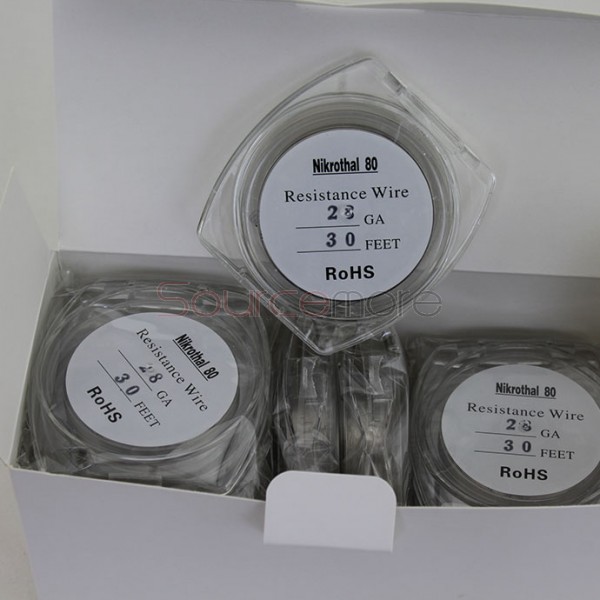 Nikrothal 80
Resistance Wire
28 GA
30 FEET
RoHS
Sourcemore
Nikrothal 80
Resistance Wire
28 GA
30 FEET
RoHS
Nikrothal 80
Resistance Wire
28 GA
30 FEET
RoHS